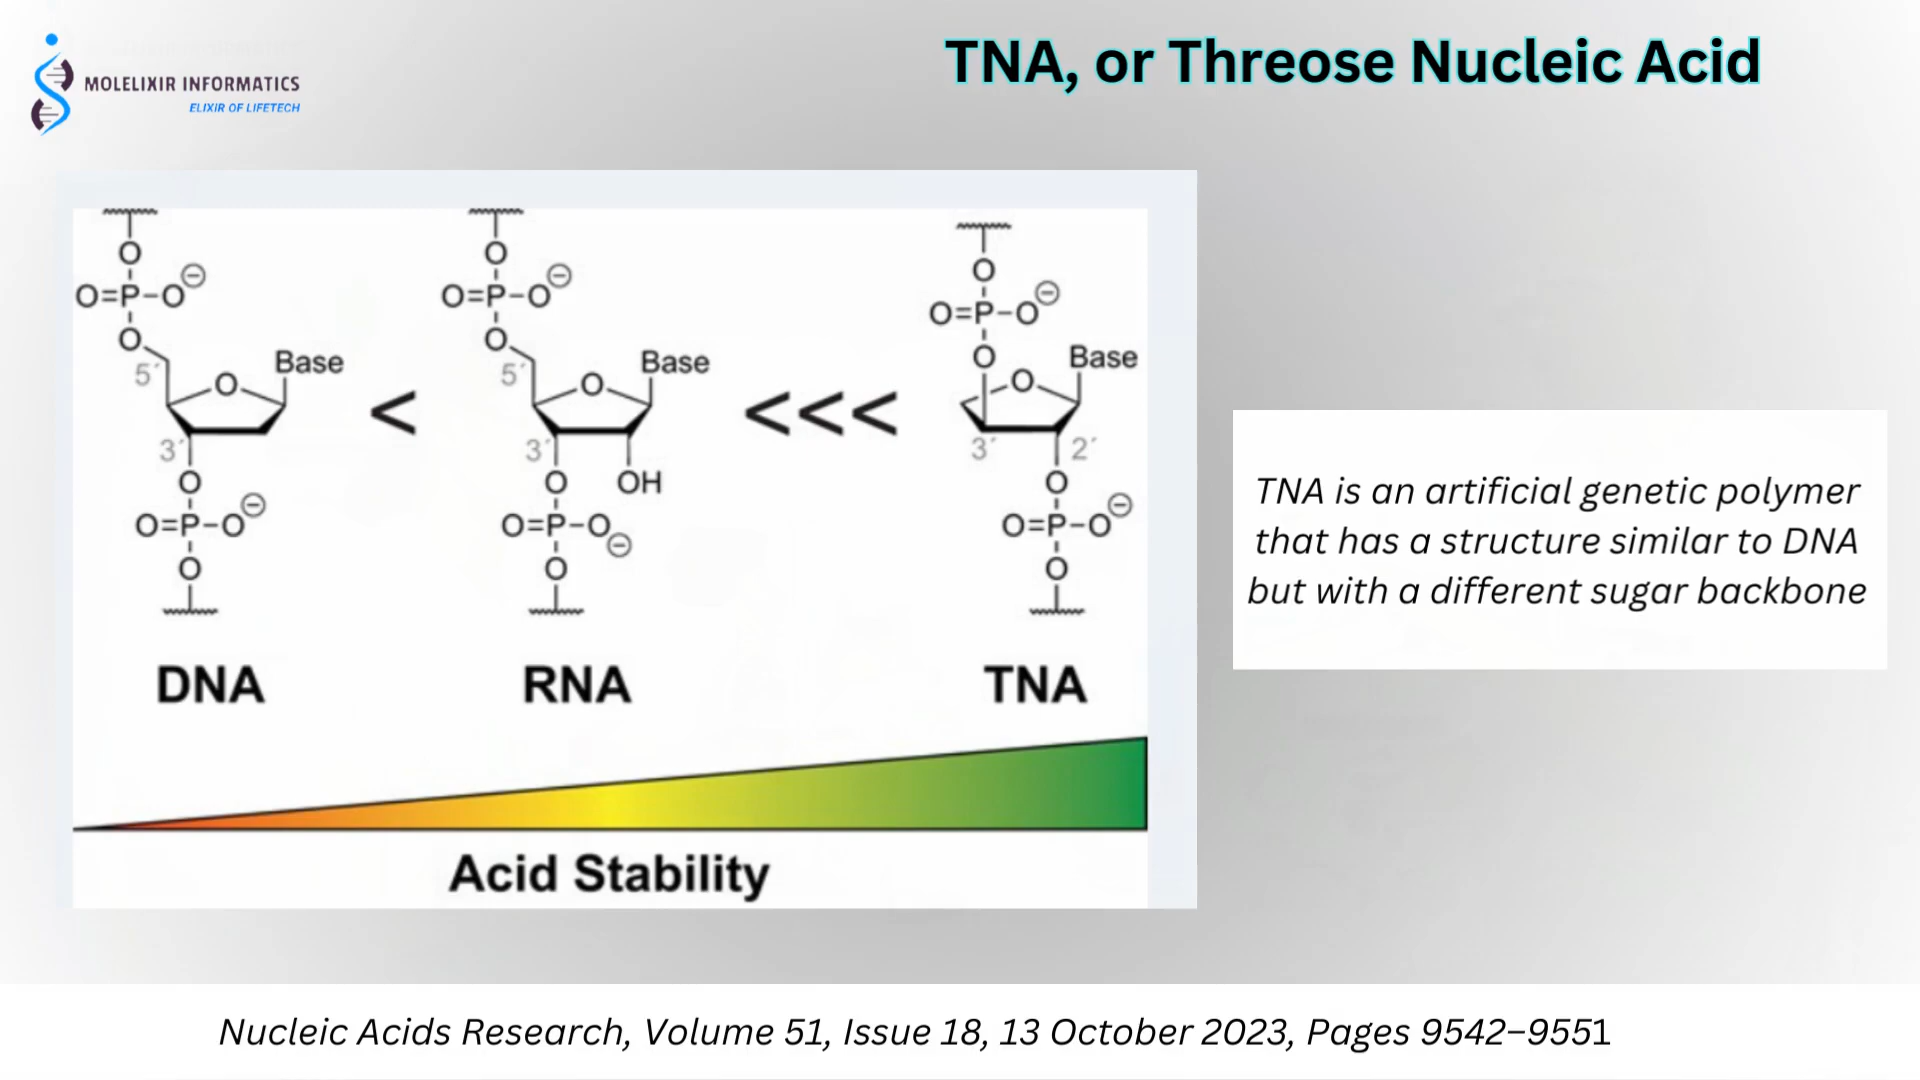 MOLELIXIR INFORMATICS
ELIXIR OF LIFETECH
TNA, or Threose Nucleic Acid
O
O=P–O⊖
O
5´
O
Base
3´
O
O=P–O⊖
O
DNA
<
O
O=P–O⊖
O
5´
O
Base
3´
O
OH
O=P–O⊖
O
RNA
<<<
O
O=P–O⊖
O
O
Base
3´
2´
O
O=P–O⊖
O
TNA
Acid Stability
TNA is an artificial genetic polymer
that has a structure similar to DNA
but with a different sugar backbone
Nucleic Acids Research, Volume 51, Issue 18, 13 October 2023, Pages 9542–9551